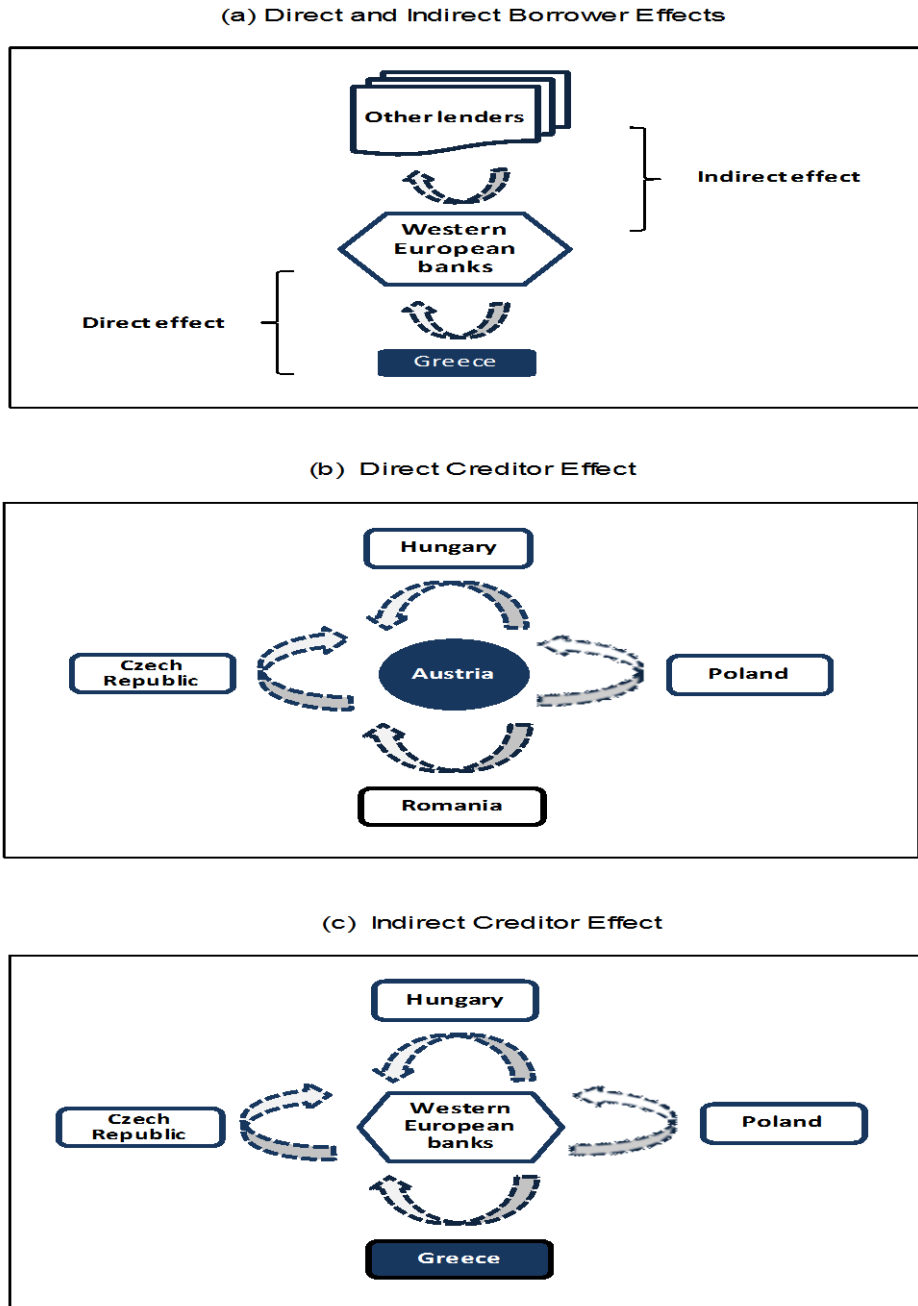 (a) Direct and Indirect Borrower Effects
Other lenders
Indirect effect
Western
European
banks
Direct effect
Greece
(b) Direct Creditor Effect
Hungary
Czech
Republic
Austria
Poland
Romania
(c) Indirect Creditor Effect
Hungary
Czech
Republic
Western
European
banks
Poland
Greece